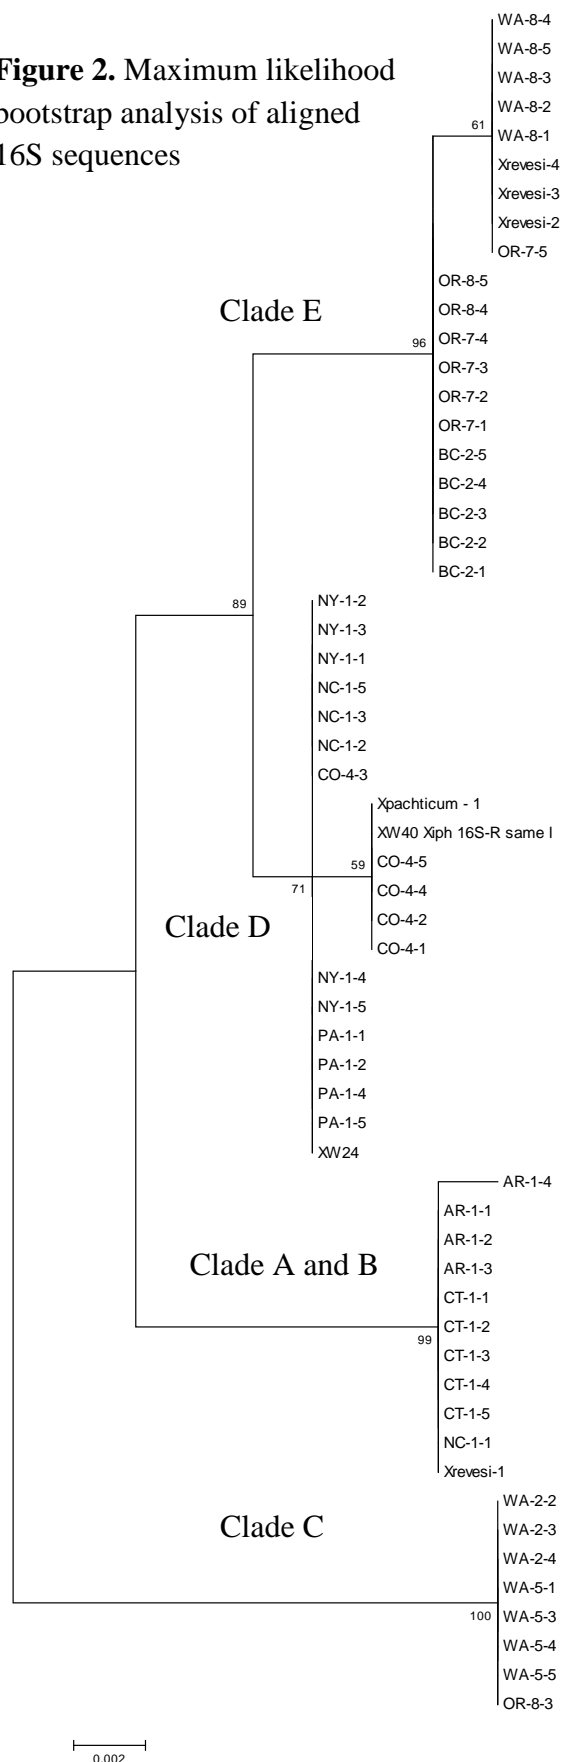 WA-8-4
WA-8-5
Figure 2. Maximum likelihood
WA-8-3
bootstrap analysis of aligned
WA-8-2
61
WA-8-1
16S sequences
Xrevesi-4
Xrevesi-3
Xrevesi-2
OR-7-5
OR-8-5
Clade E
OR-8-4
96
OR-7-4
OR-7-3
OR-7-2
OR-7-1
BC-2-5
BC-2-4
BC-2-3
BC-2-2
BC-2-1
89
NY-1-2
NY-1-3
NY-1-1
NC-1-5
NC-1-3
NC-1-2
CO-4-3
Xpachticum - 1
XW40 Xiph 16S-R same l
59
CO-4-5
71
CO-4-4
CO-4-2
Clade D
CO-4-1
NY-1-4
NY-1-5
PA-1-1
PA-1-2
PA-1-4
PA-1-5
XW24
AR-1-4
AR-1-1
AR-1-2
Clade A and B
AR-1-3
CT-1-1
CT-1-2
99
CT-1-3
CT-1-4
CT-1-5
NC-1-1
Xrevesi-1
WA-2-2
Clade C
WA-2-3
WA-2-4
WA-5-1
100
WA-5-3
WA-5-4
WA-5-5
OR-8-3
0.002